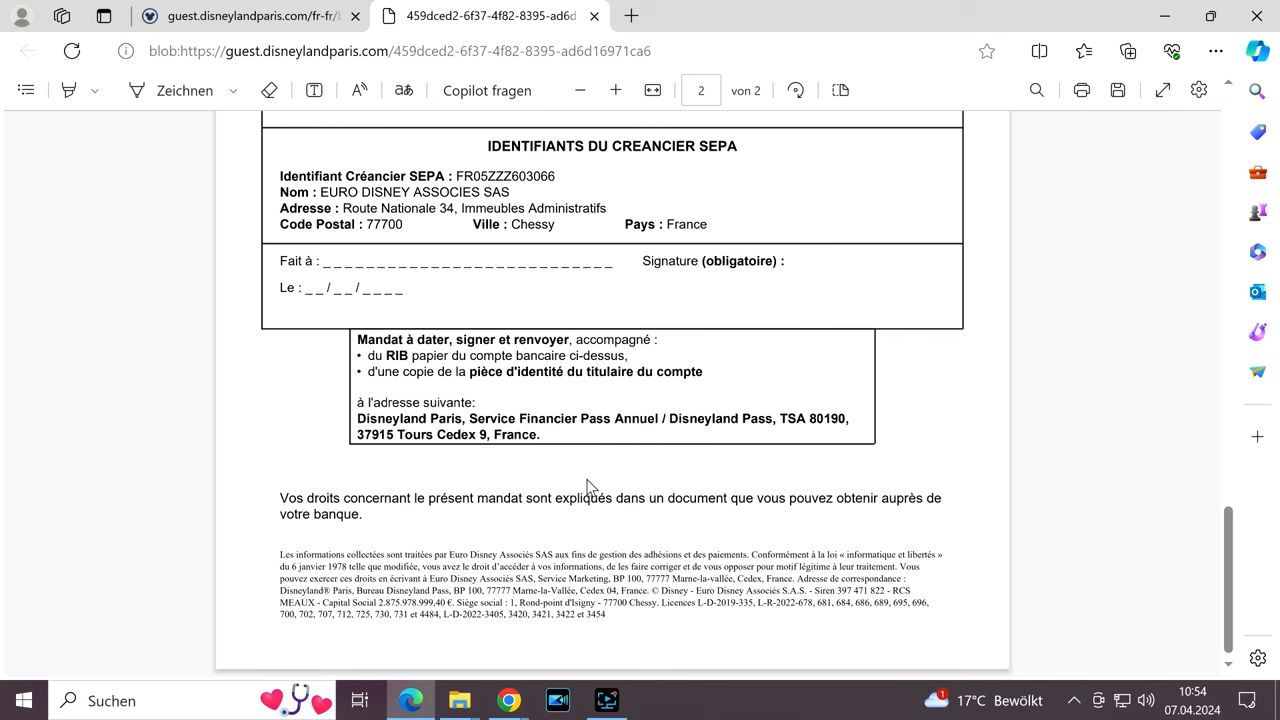 guest.disneylandparis.com/fr-fr/b
459dced2-6f37-4f82-8395-ad6d
blob:https://guest.disneylandparis.com/459dced2-6f37-4f82-8395-ad6d16971ca6
Zeichnen
aあ
Copilot fragen
2
von 2
IDENTIFIANTS DU CREANCIER SEPA
Identifiant Créancier SEPA : FR05ZZZ603066
Nom : EURO DISNEY ASSOCIES SAS
Adresse : Route Nationale 34, Immeubles Administratifs
Code Postal : 77700 Ville : Chessy Pays : France
Fait à : _ _ _ _ _ _ _ _ _ _ _ _ _ _ _ _ _ _ _ _ _ _ _ _ _ _ _ Signature (obligatoire) :
Le : _ _ / _ _ / _ _ _ _
Mandat à dater, signer et renvoyer, accompagné :
• du RIB papier du compte bancaire ci-dessus,
• d'une copie de la pièce d'identité du titulaire du compte
à l'adresse suivante:
Disneyland Paris, Service Financier Pass Annuel / Disneyland Pass, TSA 80190,
37915 Tours Cedex 9, France.
Vos droits concernant le présent mandat sont expliqués dans un document que vous pouvez obtenir auprès de
votre banque.
Les informations collectées sont traitées par Euro Disney Associés SAS aux fins de gestion des adhésions et des paiements. Conformément à la loi « informatique et libertés »
du 6 janvier 1978 telle que modifiée, vous avez le droit d'accéder à vos informations, de les faire corriger et de vous opposer pour motif légitime à leur traitement. Vous
pouvez exercer ces droits en écrivant à Euro Disney Associés SAS, Service Marketing, BP 100, 77777 Marne-la-vallée, Cedex, France. Adresse de correspondance :
Disneyland® Paris, Bureau Disneyland Pass, BP 100, 77777 Marne-la-Vallée, Cedex 04, France. © Disney - Euro Disney Associés S.A.S. - Siren 397 471 822 - RCS
MEAUX - Capital Social 2.875.978.999,40 €. Siège social : 1, Rond-point d'Isigny - 77700 Chessy. Licences L-D-2019-335, L-R-2022-678, 681, 684, 686, 689, 695, 696,
700, 702, 707, 712, 725, 730, 731 et 4484, L-D-2022-3405, 3420, 3421, 3422 et 3454
Suchen
1
17°C Bewölkt
10:54
07.04.2024